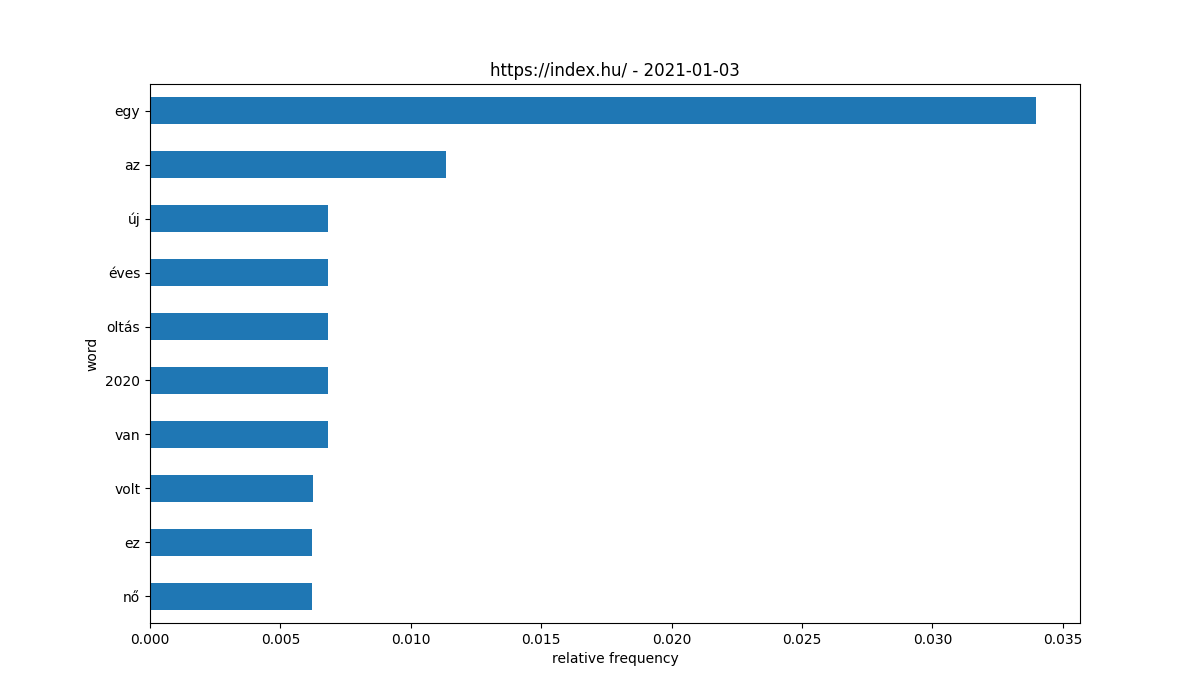 https://index.hu/ - 2021-01-03
egy
az
új
éves
oltás
2020
van
volt
ez
nő
word
0.000 0.005 0.010 0.015 0.020 0.025 0.030 0.035
relative frequency